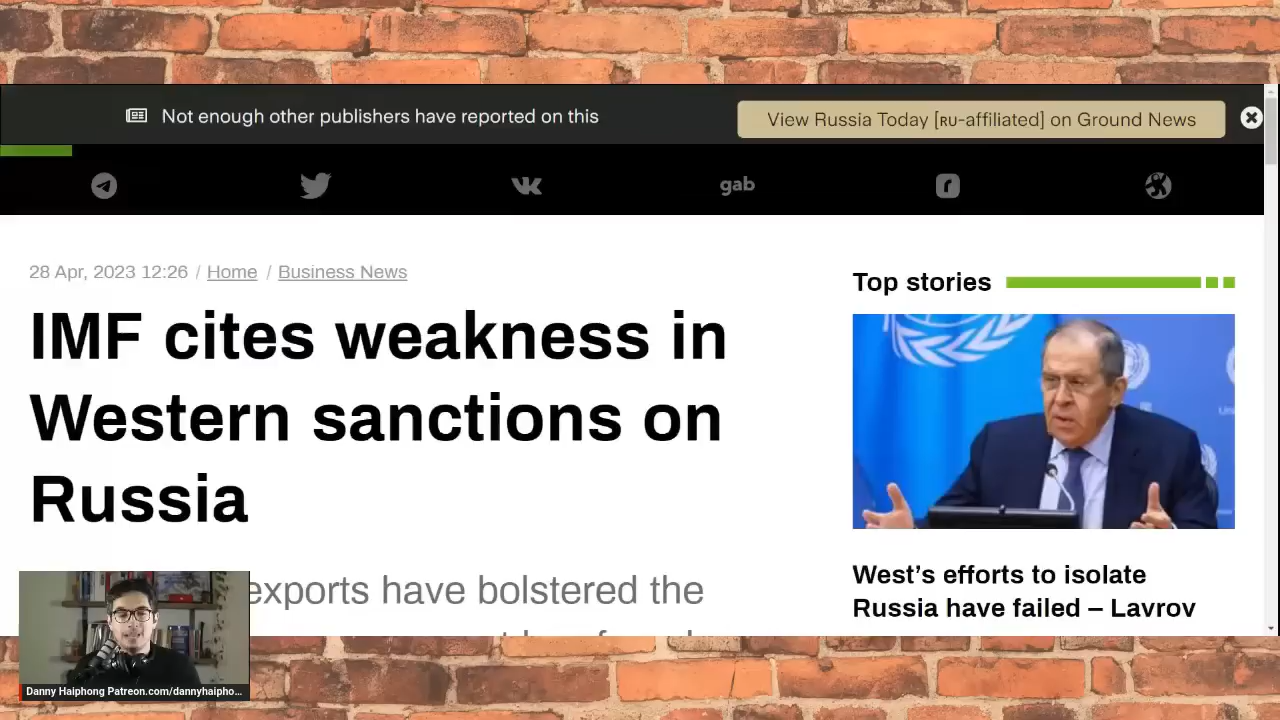 Not enough other publishers have reported on this
View Russia Today [RU-affiliated] on Ground News
gab
28 Apr, 2023 12:26 / Home / Business News
IMF cites weakness in
Western sanctions on
Russia
exports have bolstered the
Top stories
West’s efforts to isolate
Russia have failed – Lavrov
Danny Haiphong Patreon.com/dannyhaipho...